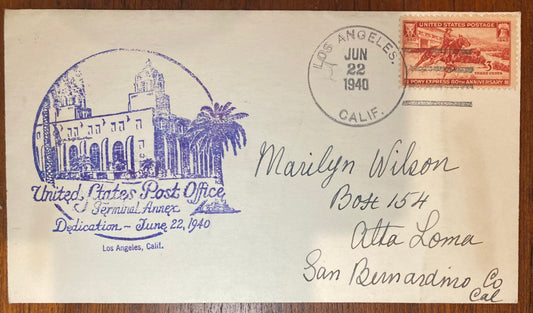 LOS ANGELES,
JUN
22
1940
CALIF.
UNITED STATES POSTAGE
PONY EXPRESS 80TH ANNIVERSARY
3
United States Post Office
Terminal Annex
Dedication ~ June 22, 1940
Los Angeles, Calif.
Marilyn Wilson
Box 154
Alta Loma
San Bernardino Co
Cal